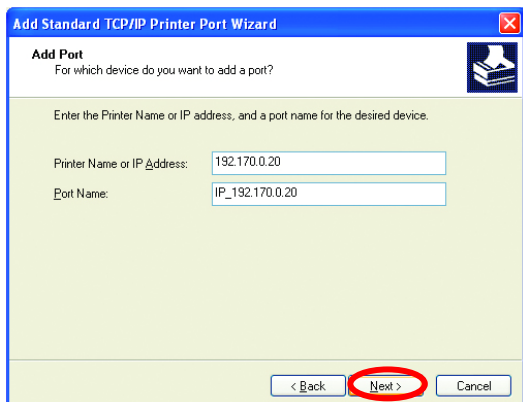 Add Standard TCP/IP Printer Port Wizard
Add Port
For which device do you want to add a port?
Enter the Printer Name or IP address, and a port name for the desired device.
Printer Name or IP Address: 192.170.0.20
Port Name: IP_192.170.0.20
< Back Next > Cancel